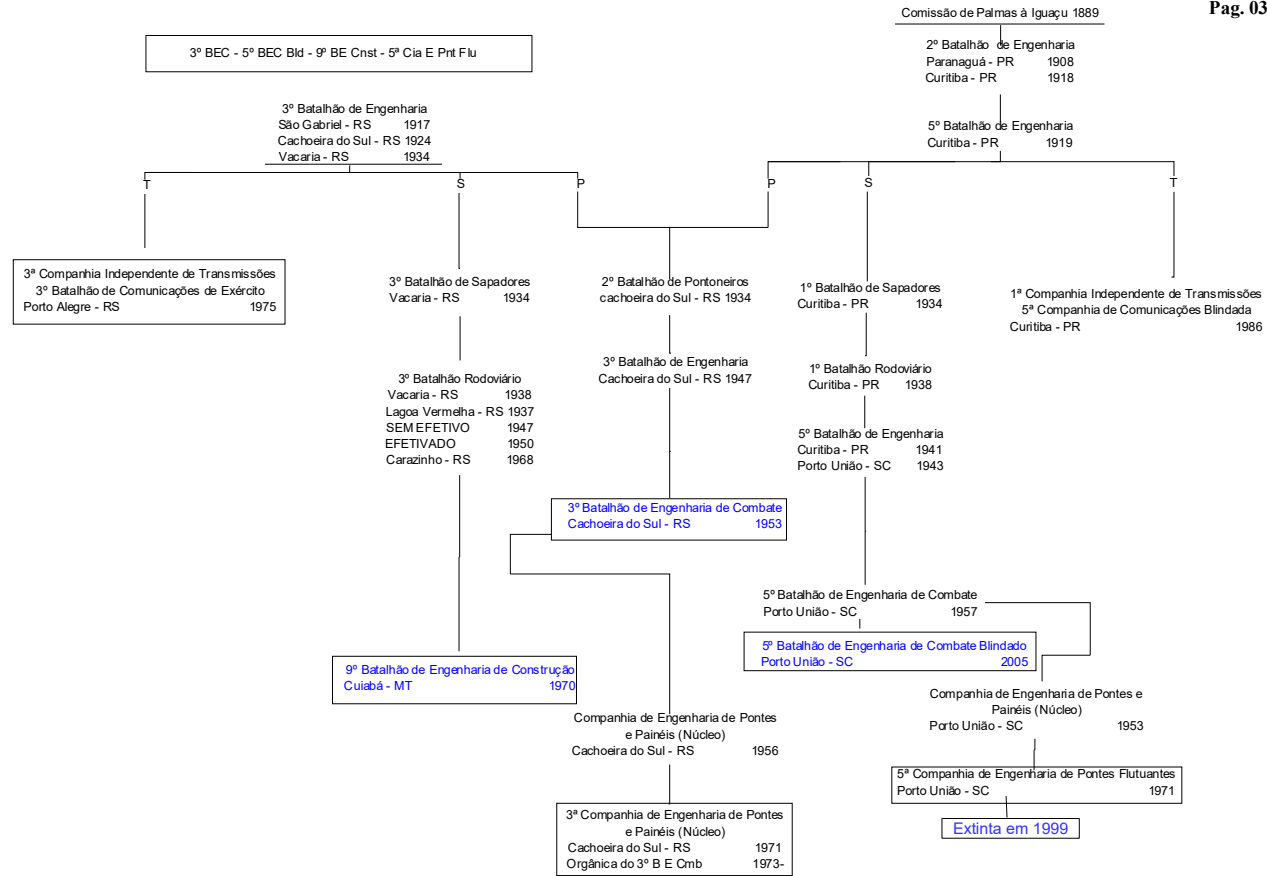 Pag. 03
Comissão de Palmas à Iguaçu 1889
3º BEC - 5º BEC Bld - 9º BE Cnst - 5ª Cia E Pnt Flu
2º Batalhão de Engenharia
Paranaguá - PR 1908
Curitiba - PR 1918
3º Batalhão de Engenharia
São Gabriel - RS 1917
Cachoeira do Sul - RS 1924
Vacaria - RS 1934
5º Batalhão de Engenharia
Curitiba - PR 1919
T
S
P
P
S
T
3ª Companhia Independente de Transmissões
3º Batalhão de Comunicações de Exército
Porto Alegre - RS 1975
3º Batalhão de Sapadores
Vacaria - RS 1934
2º Batalhão de Pontoneiros
cachoeira do Sul - RS 1934
1º Batalhão de Sapadores
Curitiba - PR 1934
1ª Companhia Independente de Transmissões
5ª Companhia de Comunicações Blindada
Curitiba - PR 1986
3º Batalhão Rodoviário
Vacaria - RS 1938
Lagoa Vermelha - RS 1937
SEM EFETIVO 1947
EFETIVADO 1950
Carazinho - RS 1968
3º Batalhão de Engenharia
Cachoeira do Sul - RS 1947
1º Batalhão Rodoviário
Curitiba - PR 1938
5º Batalhão de Engenharia
Curitiba - PR 1941
Porto União - SC 1943
3º Batalhão de Engenharia de Combate
Cachoeira do Sul - RS 1953
5º Batalhão de Engenharia de Combate
Porto União - SC 1957
5º Batalhão de Engenharia de Combate Blindado
Porto União - SC 2005
9º Batalhão de Engenharia de Construção
Cuiabá - MT 1970
Companhia de Engenharia de Pontes e
Painéis (Núcleo)
Porto União - SC 1953
Companhia de Engenharia de Pontes
e Painéis (Núcleo)
Cachoeira do Sul - RS 1956
5ª Companhia de Engenharia de Pontes Flutuantes
Porto União - SC 1971
Extinta em 1999
3ª Companhia de Engenharia de Pontes
e Painéis (Núcleo)
Cachoeira do Sul - RS 1971
Orgânica do 3º B E Cmb 1973-